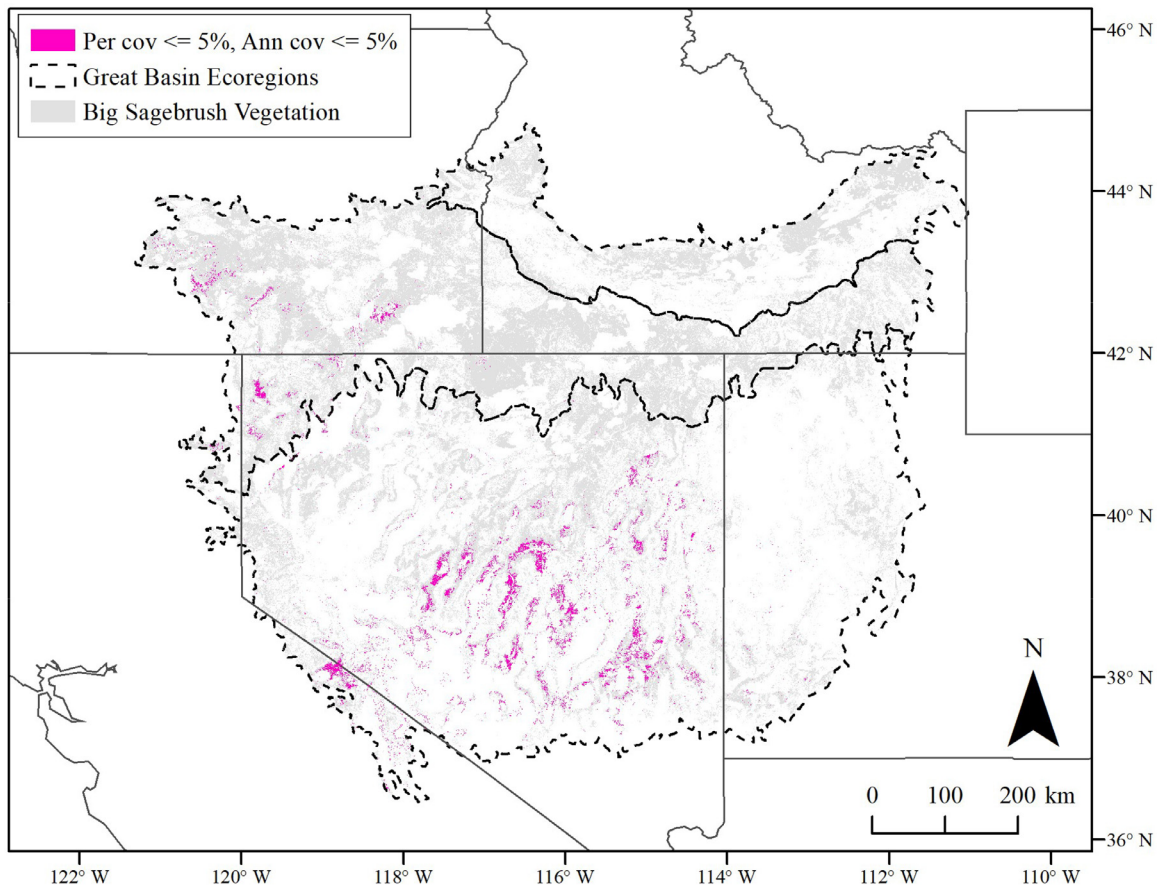 Per cov <= 5%, Ann cov <= 5%
Great Basin Ecoregions
Big Sagebrush Vegetation
46° N
44° N
42° N
40° N
38° N
36° N
N
0 100 200 km
122° W 120° W 118° W 116° W 114° W 112° W 110° W